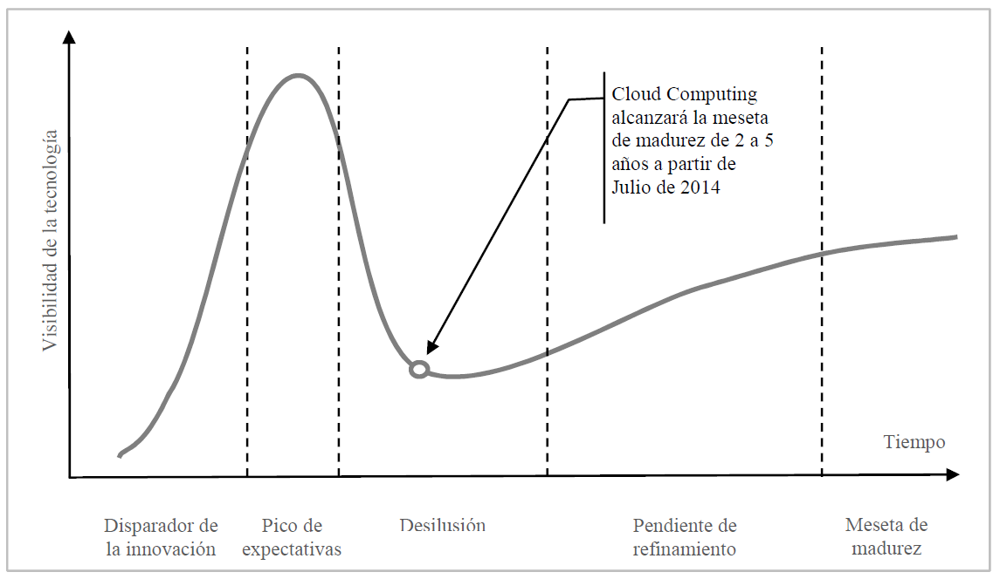 Visibilidad de la tecnología
Cloud Computing
alcanzará la meseta
de madurez de 2 a 5
años a partir de
Julio de 2014
Tiempo
Disparador de
la innovación
Pico de
expectativas
Desilusión
Pendiente de
refinamiento
Meseta de
madurez